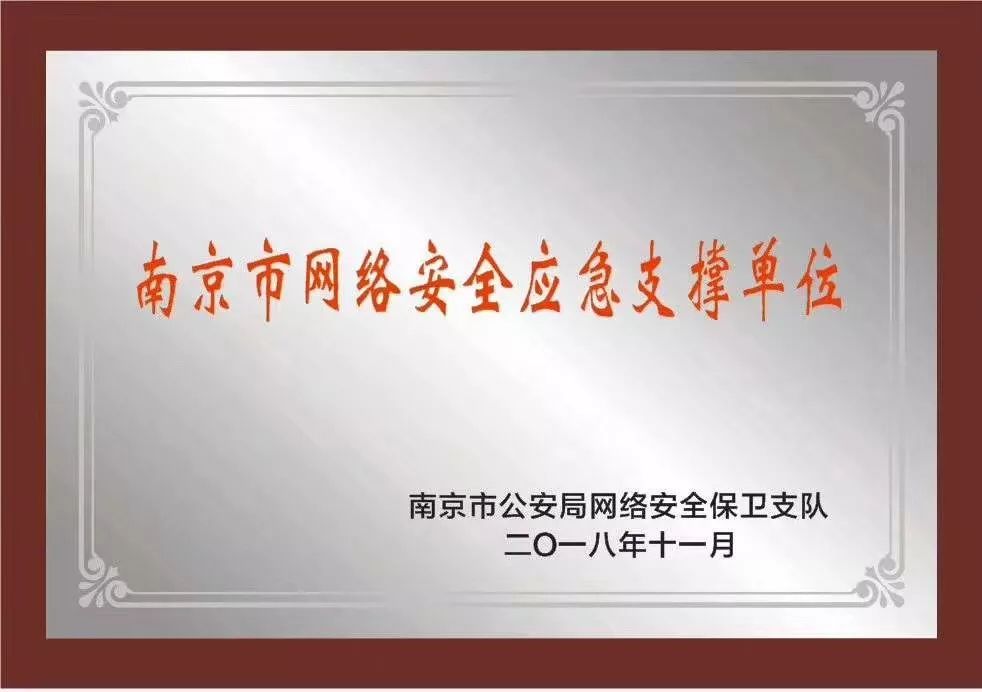 南京市网络安全应急支撑单位
南京市公安局网络安全保卫支队
二〇一八年十一月